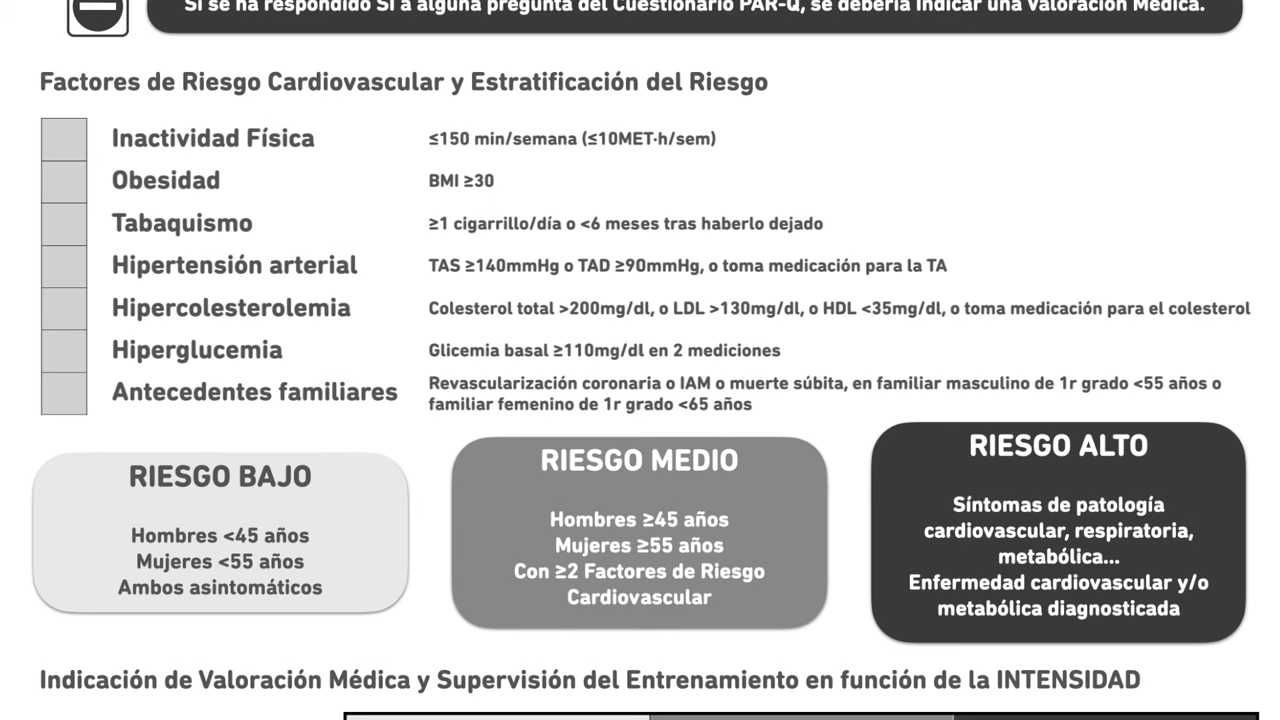 Si se ha respondido SÍ a alguna pregunta del Cuestionario PAR-Q, se debería indicar una Valoración Médica.
Factores de Riesgo Cardiovascular y Estratificación del Riesgo
Inactividad Física ≤150 min/semana (≤10MET·h/sem)
Obesidad BMI ≥30
Tabaquismo ≥1 cigarrillo/día o <6 meses tras haberlo dejado
Hipertensión arterial TAS ≥140mmHg o TAD ≥90mmHg, o toma medicación para la TA
Hipercolesterolemia Colesterol total >200mg/dl, o LDL >130mg/dl, o HDL <35mg/dl, o toma medicación para el colesterol
Hiperglucemia Glicemia basal ≥110mg/dl en 2 mediciones
Antecedentes familiares Revascularización coronaria o IAM o muerte súbita, en familiar masculino de 1r grado <55 años o
familiar femenino de 1r grado <65 años
RIESGO BAJO
Hombres <45 años
Mujeres <55 años
Ambos asintomáticos
RIESGO MEDIO
Hombres ≥45 años
Mujeres ≥55 años
Con ≥2 Factores de Riesgo
Cardiovascular
RIESGO ALTO
Síntomas de patología
cardiovascular, respiratoria,
metabólica...
Enfermedad cardiovascular y/o
metabólica diagnosticada
Indicación de Valoración Médica y Supervisión del Entrenamiento en función de la INTENSIDAD